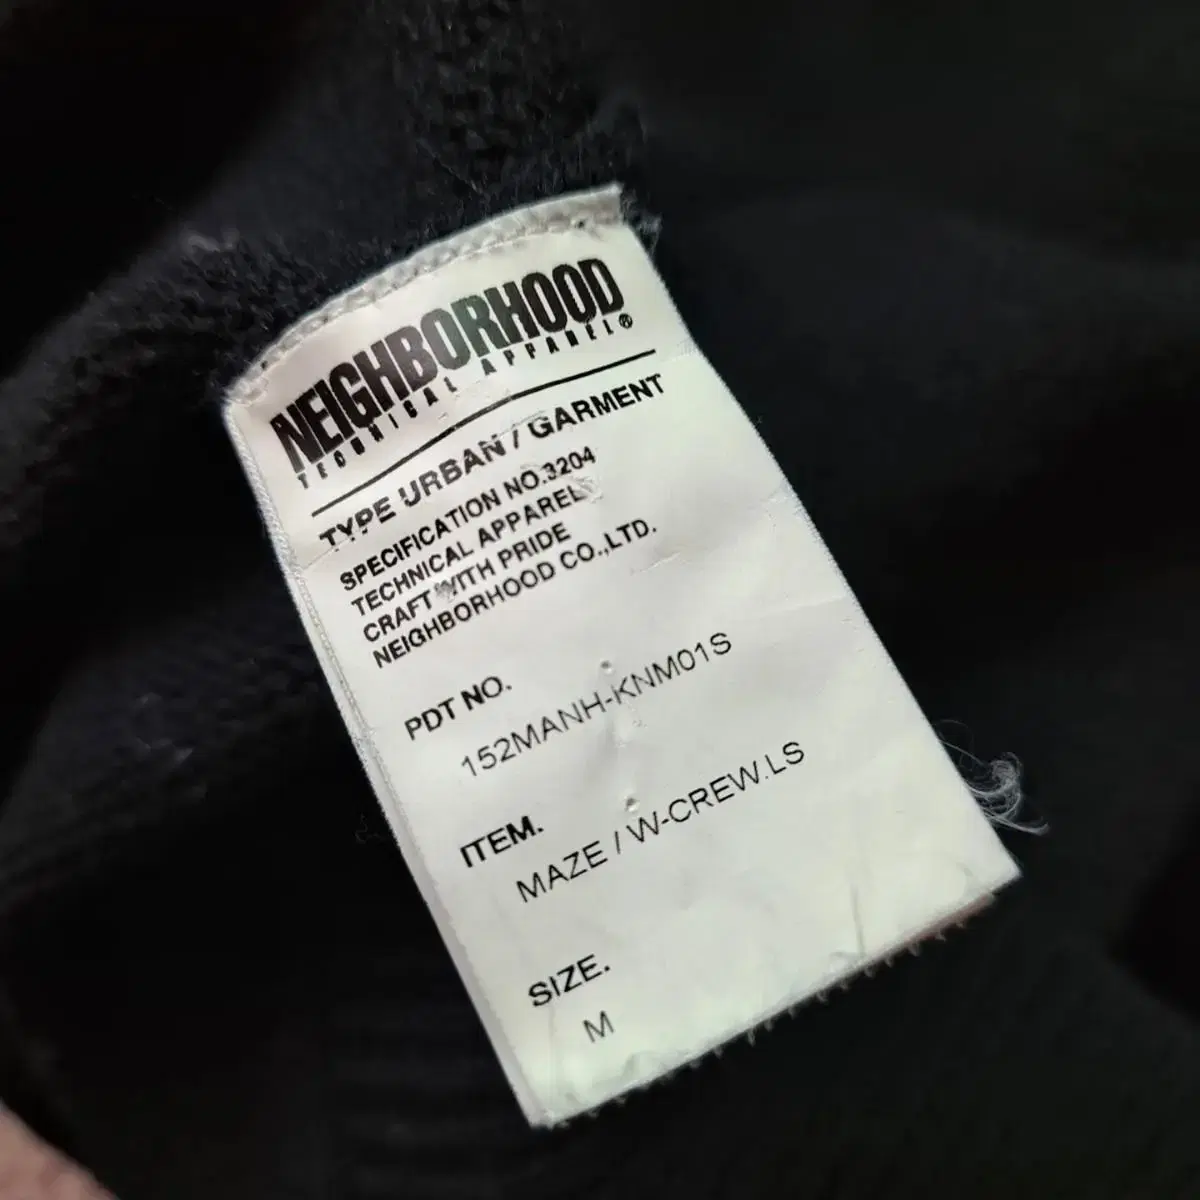 NEIGHBORHOOD
TECHNICAL APPAREL®
TYPE URBAN / GARMENT
SPECIFICATION NO.3204
TECHNICAL APPAREL
CRAFT WITH PRIDE
NEIGHBORHOOD CO.,LTD.
PDT NO.
152MANH-KNM01S
ITEM.
MAZE / W-CREW.LS
SIZE.
M